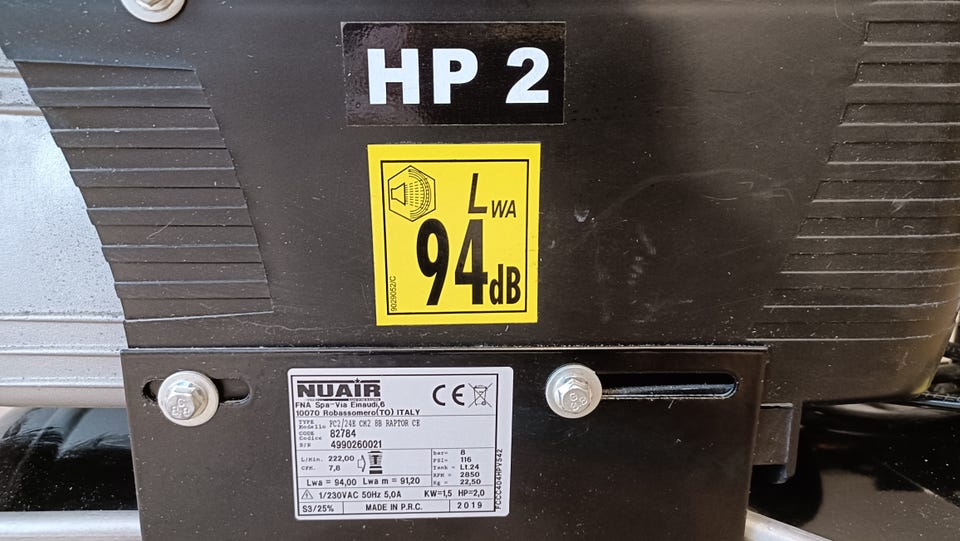 HP 2
LWA
94dB
9029052/C
NUAIR
FNA Spa-Via Einaudi,6
10070 Robassomero(TO) ITALY
CE
TYPE
Modello FC2/24E CM2 BB RAPTOR CE
CODE
Codice 82784
S/N 4990260021
L/Min. 222,00
CFM. 7,8
bar= 8
PSI= 116
Tank = Lt.24
RPM = 2850
Kg = 22,50
Lwa = 94,00 Lwa m = 91,20
1/230VAC 50Hz 5,0A KW=1,5 HP=2,0
S3/25% MADE IN P.R.C. 2019
FCCC404HPV542